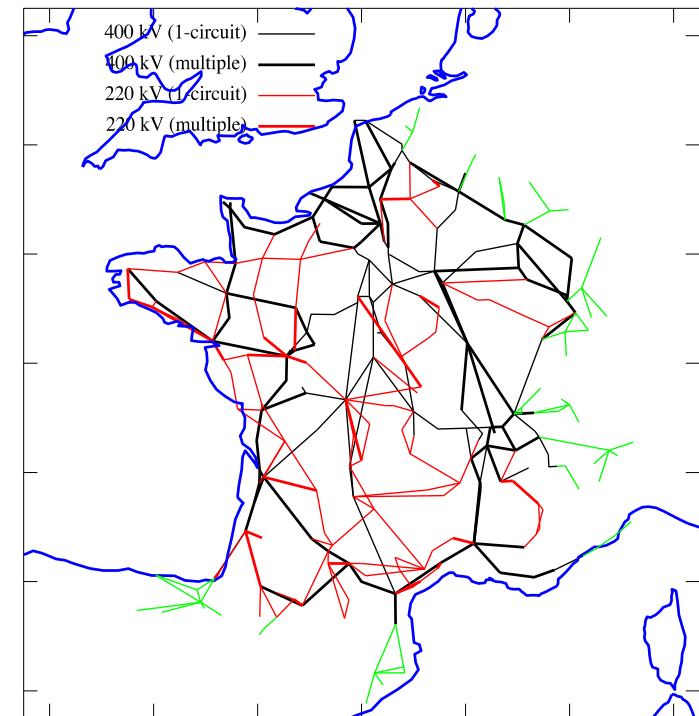 400 kV (1-circuit)
400 kV (multiple)
220 kV (1-circuit)
220 kV (multiple)